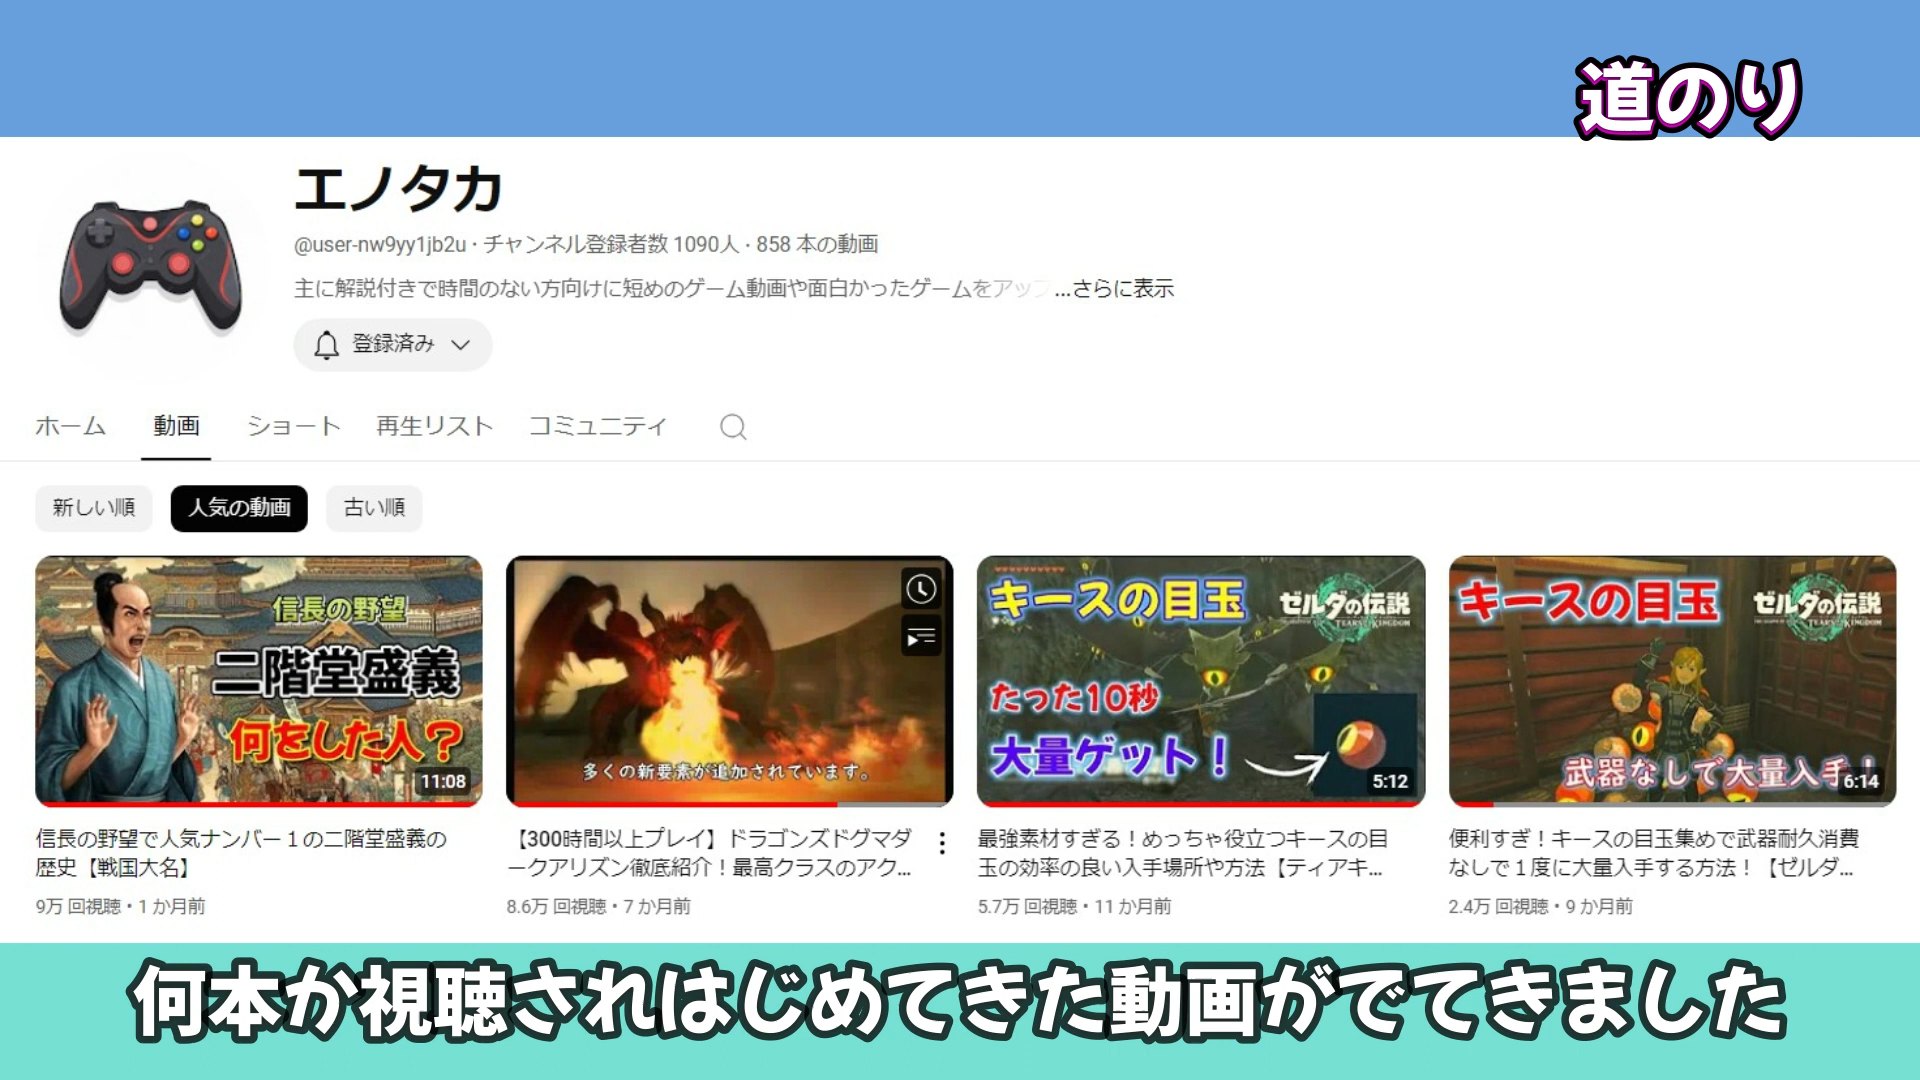 道のり
エノタカ
@user-nw9yy1jb2u・チャンネル登録者数 1090人・858 本の動画
主に解説付きで時間のない方向けに短めのゲーム動画や面白かったゲームをアップ...さらに表示
登録済み
ホーム 動画 ショート 再生リスト コミュニティ
新しい順 人気の動画 古い順
信長の野望
二階堂盛義
何をした人?
11:08
多くの新要素が追加されています。
キースの目玉
ゼルダの伝説
TEARS OF THE KINGDOM
たった10秒
大量ゲット!
5:12
キースの目玉
ゼルダの伝説
TEARS OF THE KINGDOM
武器なしで大量入手!
6:14
信長の野望で人気ナンバー１の二階堂盛義の
歴史【戦国大名】
9万 回視聴・1 か月前
【300時間以上プレイ】ドラゴンズドグマダ
ークアリズン徹底紹介！最高クラスのアク...
8.6万 回視聴・7 か月前
最強素材すぎる！めっちゃ役立つキースの目
玉の効率の良い入手場所や方法【ティアキ...
5.7万 回視聴・11 か月前
便利すぎ！キースの目玉集めで武器耐久消費
なしで１度に大量入手する方法！【ゼルダ...
2.4万 回視聴・9 か月前
何本か視聴されはじめてきた動画がでてきました